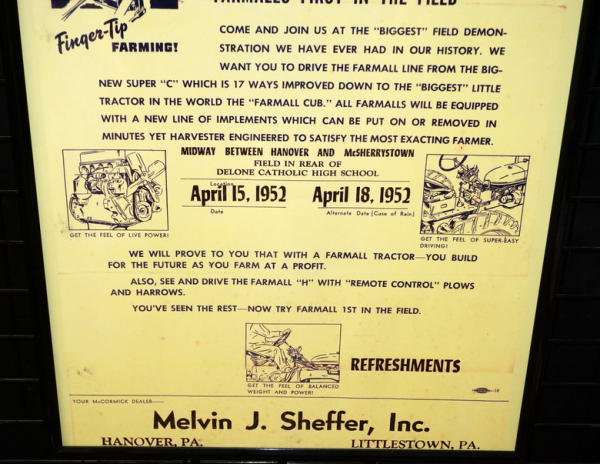 FARMALLS FIRST IN THE FIELD
Finger-Tip
FARMING!
COME AND JOIN US AT THE "BIGGEST" FIELD DEMON-
STRATION WE HAVE EVER HAD IN OUR HISTORY. WE
WANT YOU TO DRIVE THE FARMALL LINE FROM THE BIG-
NEW SUPER "C" WHICH IS 17 WAYS IMPROVED DOWN TO THE "BIGGEST" LITTLE
TRACTOR IN THE WORLD THE "FARMALL CUB." ALL FARMALLS WILL BE EQUIPPED
WITH A NEW LINE OF IMPLEMENTS WHICH CAN BE PUT ON OR REMOVED IN
MINUTES YET HARVESTER ENGINEERED TO SATISFY THE MOST EXACTING FARMER.
MIDWAY BETWEEN HANOVER AND McSHERRYSTOWN
FIELD IN REAR OF
DELONE CATHOLIC HIGH SCHOOL
Location
April 15, 1952 April 18, 1952
Date Alternate Date (Case of Rain)
GET THE FEEL OF LIVE POWER!
GET THE FEEL OF SUPER-EASY
DRIVING!
WE WILL PROVE TO YOU THAT WITH A FARMALL TRACTOR—YOU BUILD
FOR THE FUTURE AS YOU FARM AT A PROFIT.
ALSO, SEE AND DRIVE THE FARMALL "H" WITH "REMOTE CONTROL" PLOWS
AND HARROWS.
YOU'VE SEEN THE REST—NOW TRY FARMALL 1ST IN THE FIELD.
GET THE FEEL OF BALANCED
WEIGHT AND POWER!
REFRESHMENTS
YOUR McCORMICK DEALER—
Melvin J. Sheffer, Inc.
HANOVER, PA. LITTLESTOWN, PA.